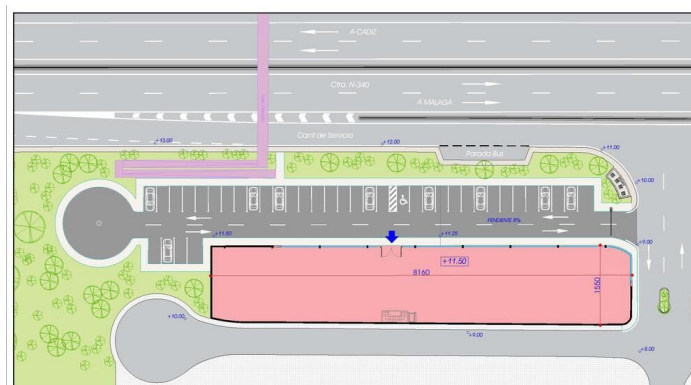 A CADIZ
Ctra. N-340
A MALAGA
Carril de Servicio
+13.00
+12.00
Parada Bus
+11.00
+10.00
PENDIENTE 8%
+11.50
+11.25
+9.00
+11.50
8160
1550
+10.00
+9.00
+8.00